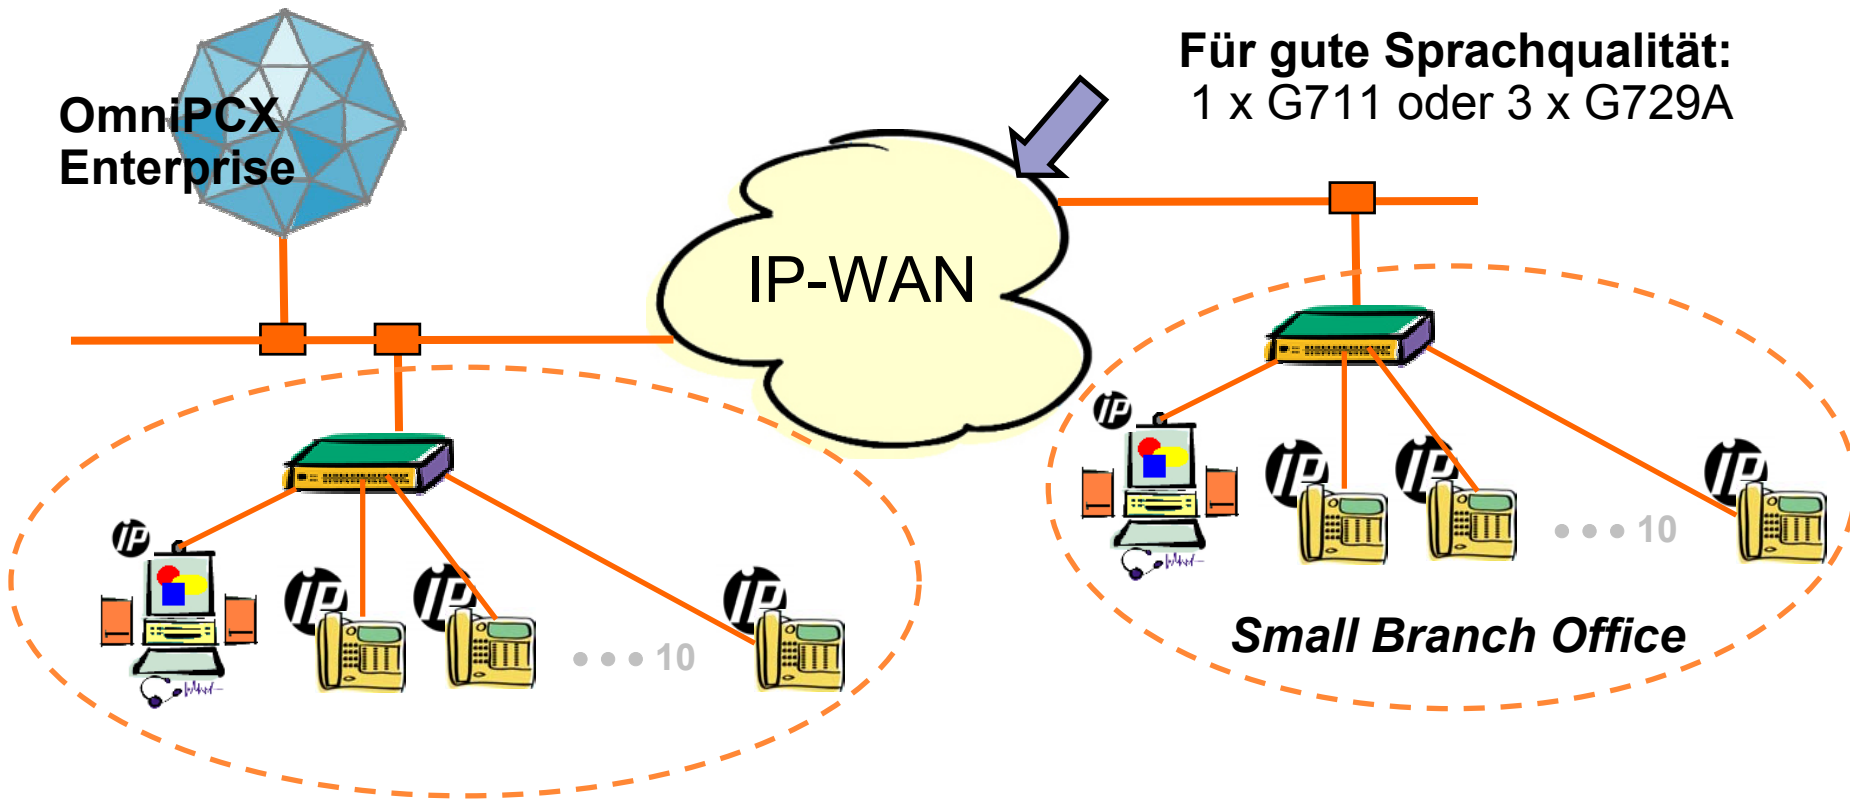 Für gute Sprachqualität:
1 x G711 oder 3 x G729A
OmniPCX
Enterprise
IP-WAN
IP
IP
IP
IP
10
Small Branch Office
IP
IP
IP
IP
10